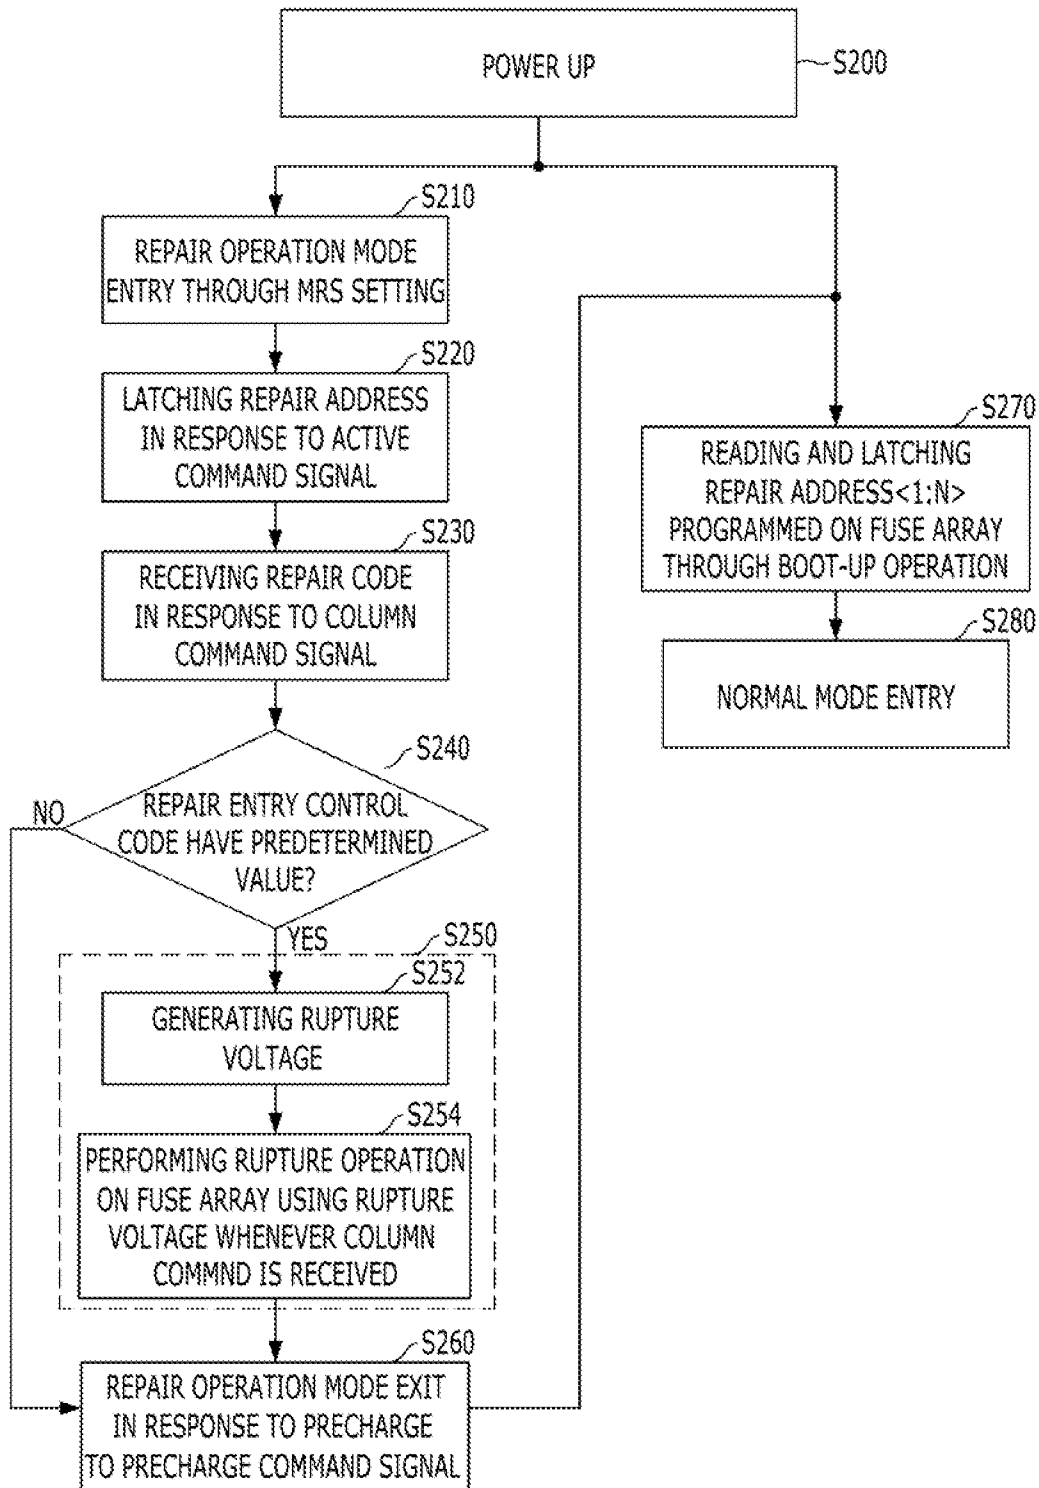 POWER UP
S200
S210
REPAIR OPERATION MODE
ENTRY THROUGH MRS SETTING
S220
LATCHING REPAIR ADDRESS
IN RESPONSE TO ACTIVE
COMMAND SIGNAL
S230
RECEIVING REPAIR CODE
IN RESPONSE TO COLUMN
COMMAND SIGNAL
S240
REPAIR ENTRY CONTROL
CODE HAVE PREDETERMINED
VALUE?
NO
YES
S250
S252
GENERATING RUPTURE
VOLTAGE
S254
PERFORMING RUPTURE OPERATION
ON FUSE ARRAY USING RUPTURE
VOLTAGE WHENEVER COLUMN
COMMND IS RECEIVED
S260
REPAIR OPERATION MODE EXIT
IN RESPONSE TO PRECHARGE
TO PRECHARGE COMMAND SIGNAL
S270
READING AND LATCHING
REPAIR ADDRESS<1:N>
PROGRAMMED ON FUSE ARRAY
THROUGH BOOT-UP OPERATION
S280
NORMAL MODE ENTRY